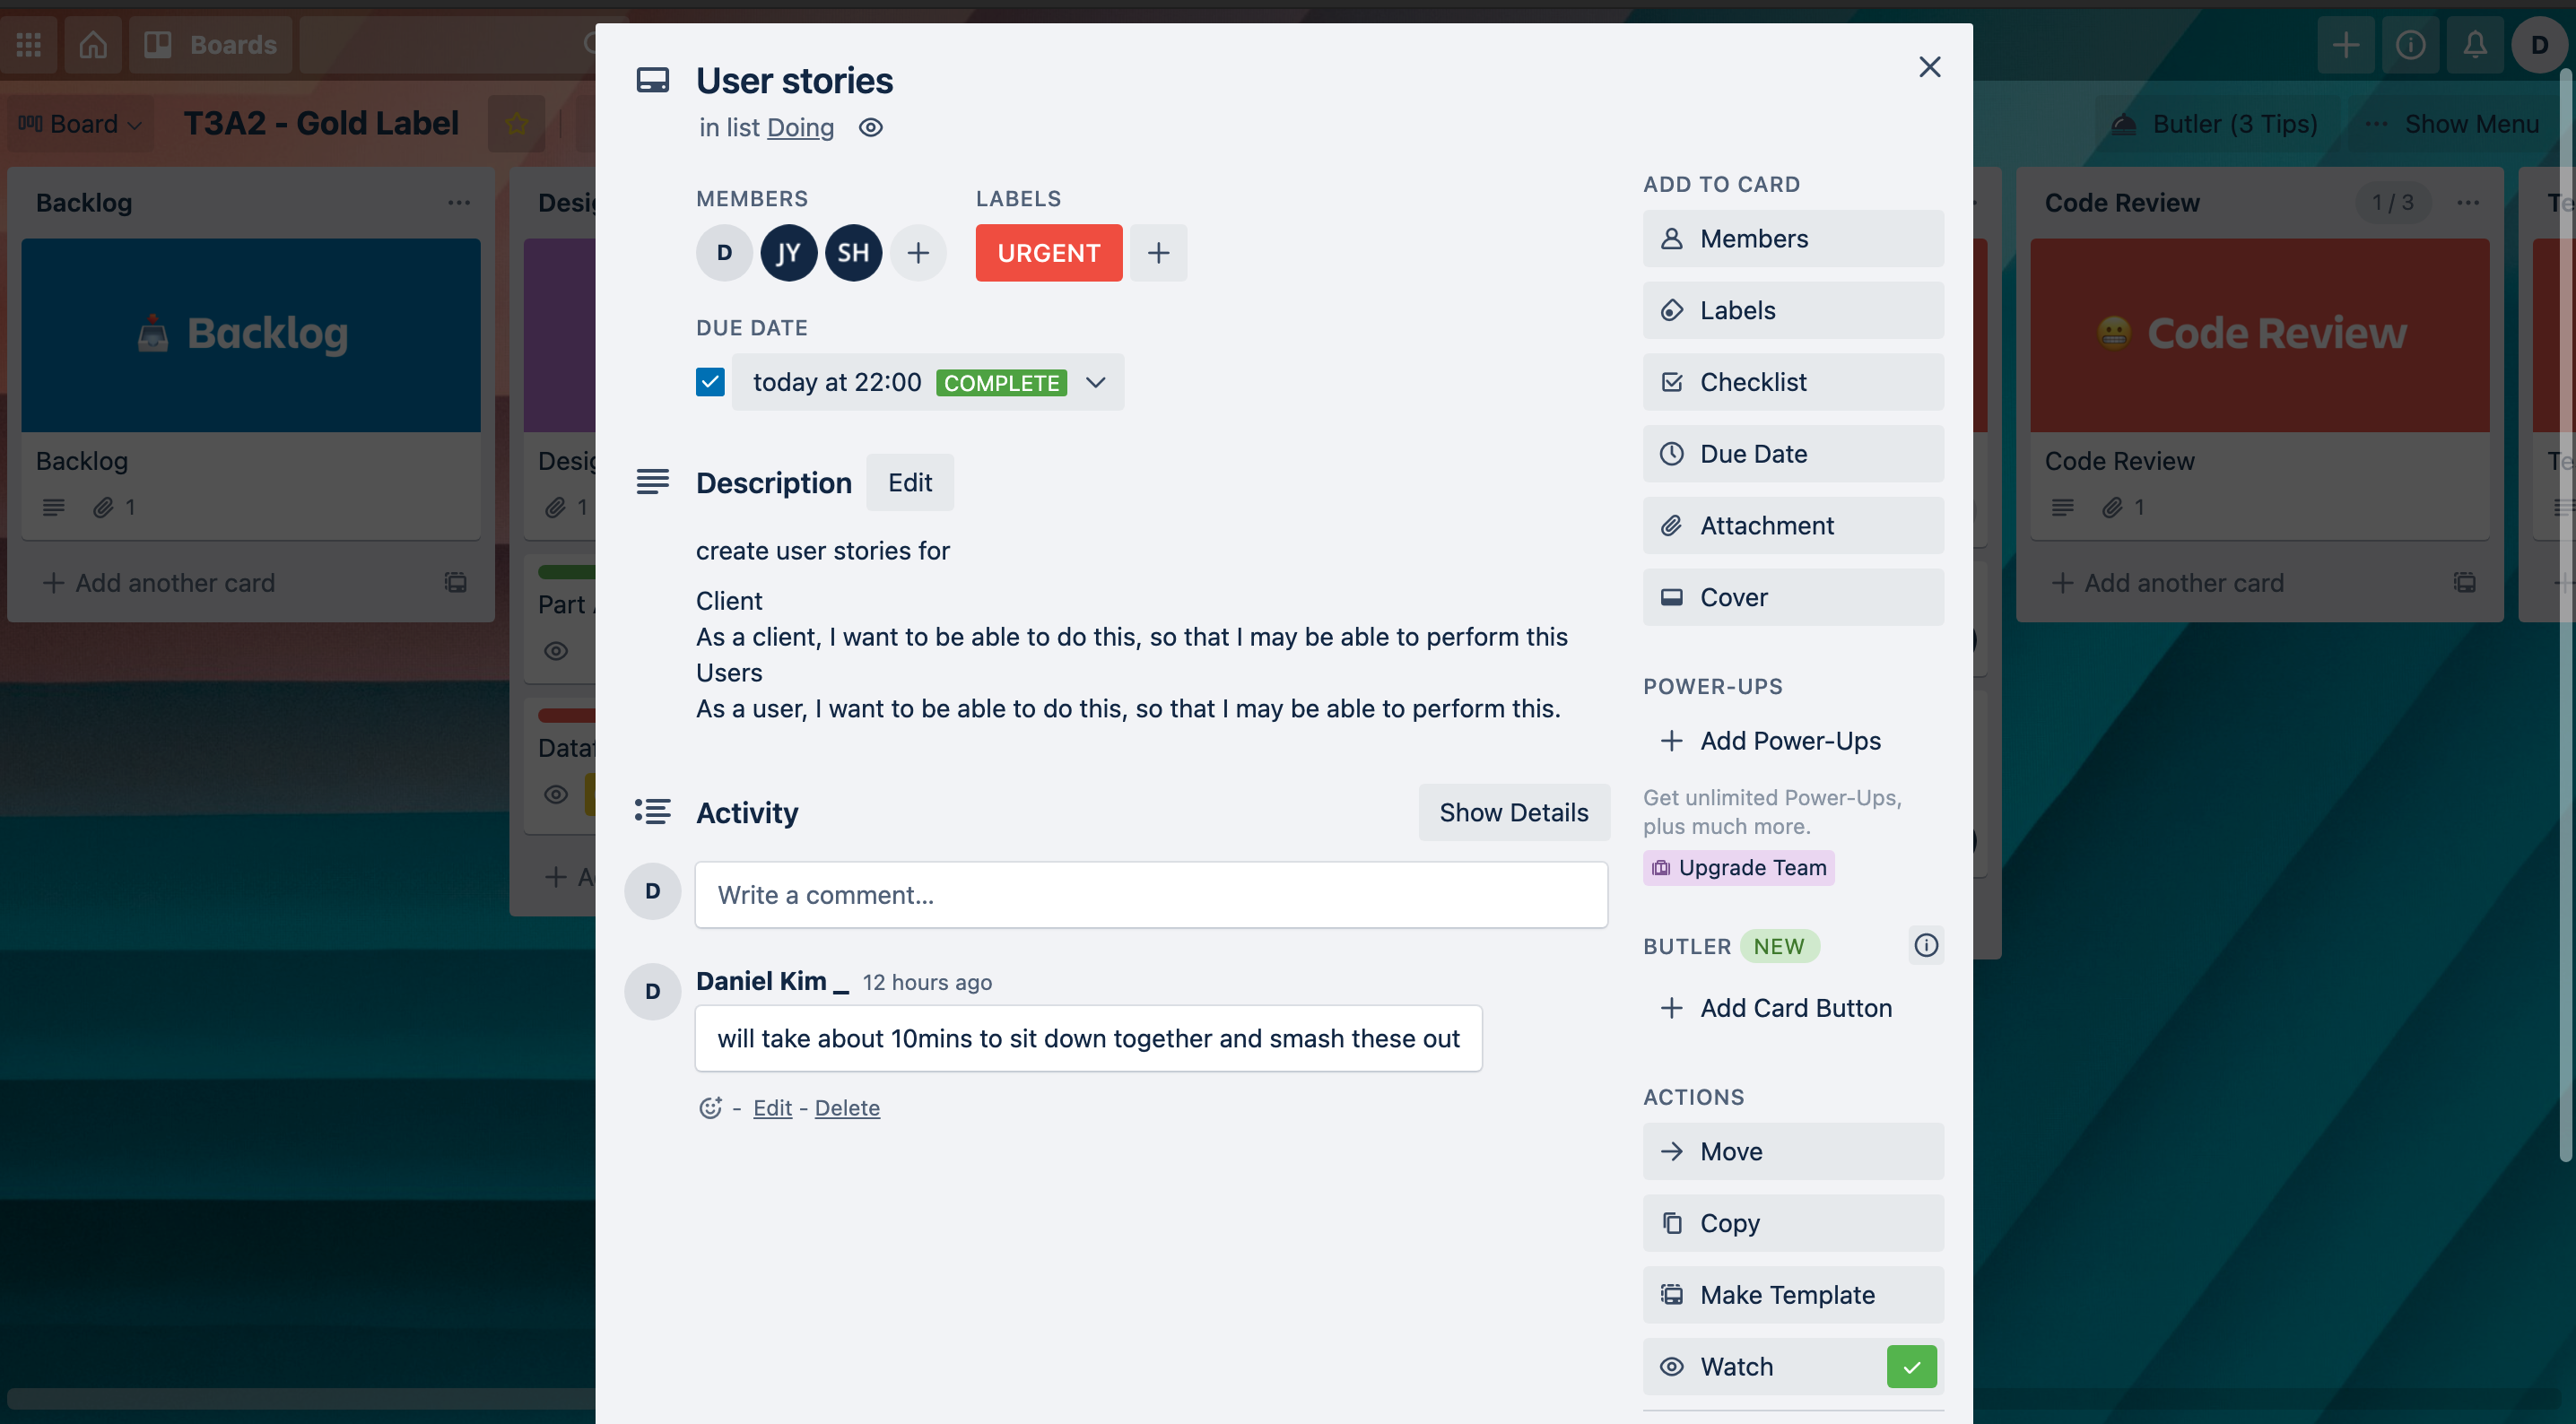 Boards
D
Board
T3A2 - Gold Label
Butler (3 Tips)
Show Menu
Backlog
Backlog
Backlog
1
Add another card
1
Part
Code Review
1 / 3
Code Review
Code Review
1
Add another card
User stories
in list Doing
MEMBERS
D JY SH
LABELS
URGENT
DUE DATE
today at 22:00 COMPLETE
Description Edit
create user stories for
Client
As a client, I want to be able to do this, so that I may be able to perform this
Users
As a user, I want to be able to do this, so that I may be able to perform this.
Activity
Show Details
D
Write a comment...
D
Daniel Kim _ 12 hours ago
will take about 10mins to sit down together and smash these out
- Edit - Delete
ADD TO CARD
Members
Labels
Checklist
Due Date
Attachment
Cover
POWER-UPS
Add Power-Ups
Get unlimited Power-Ups,
plus much more.
Upgrade Team
BUTLER NEW
Add Card Button
ACTIONS
Move
Copy
Make Template
Watch